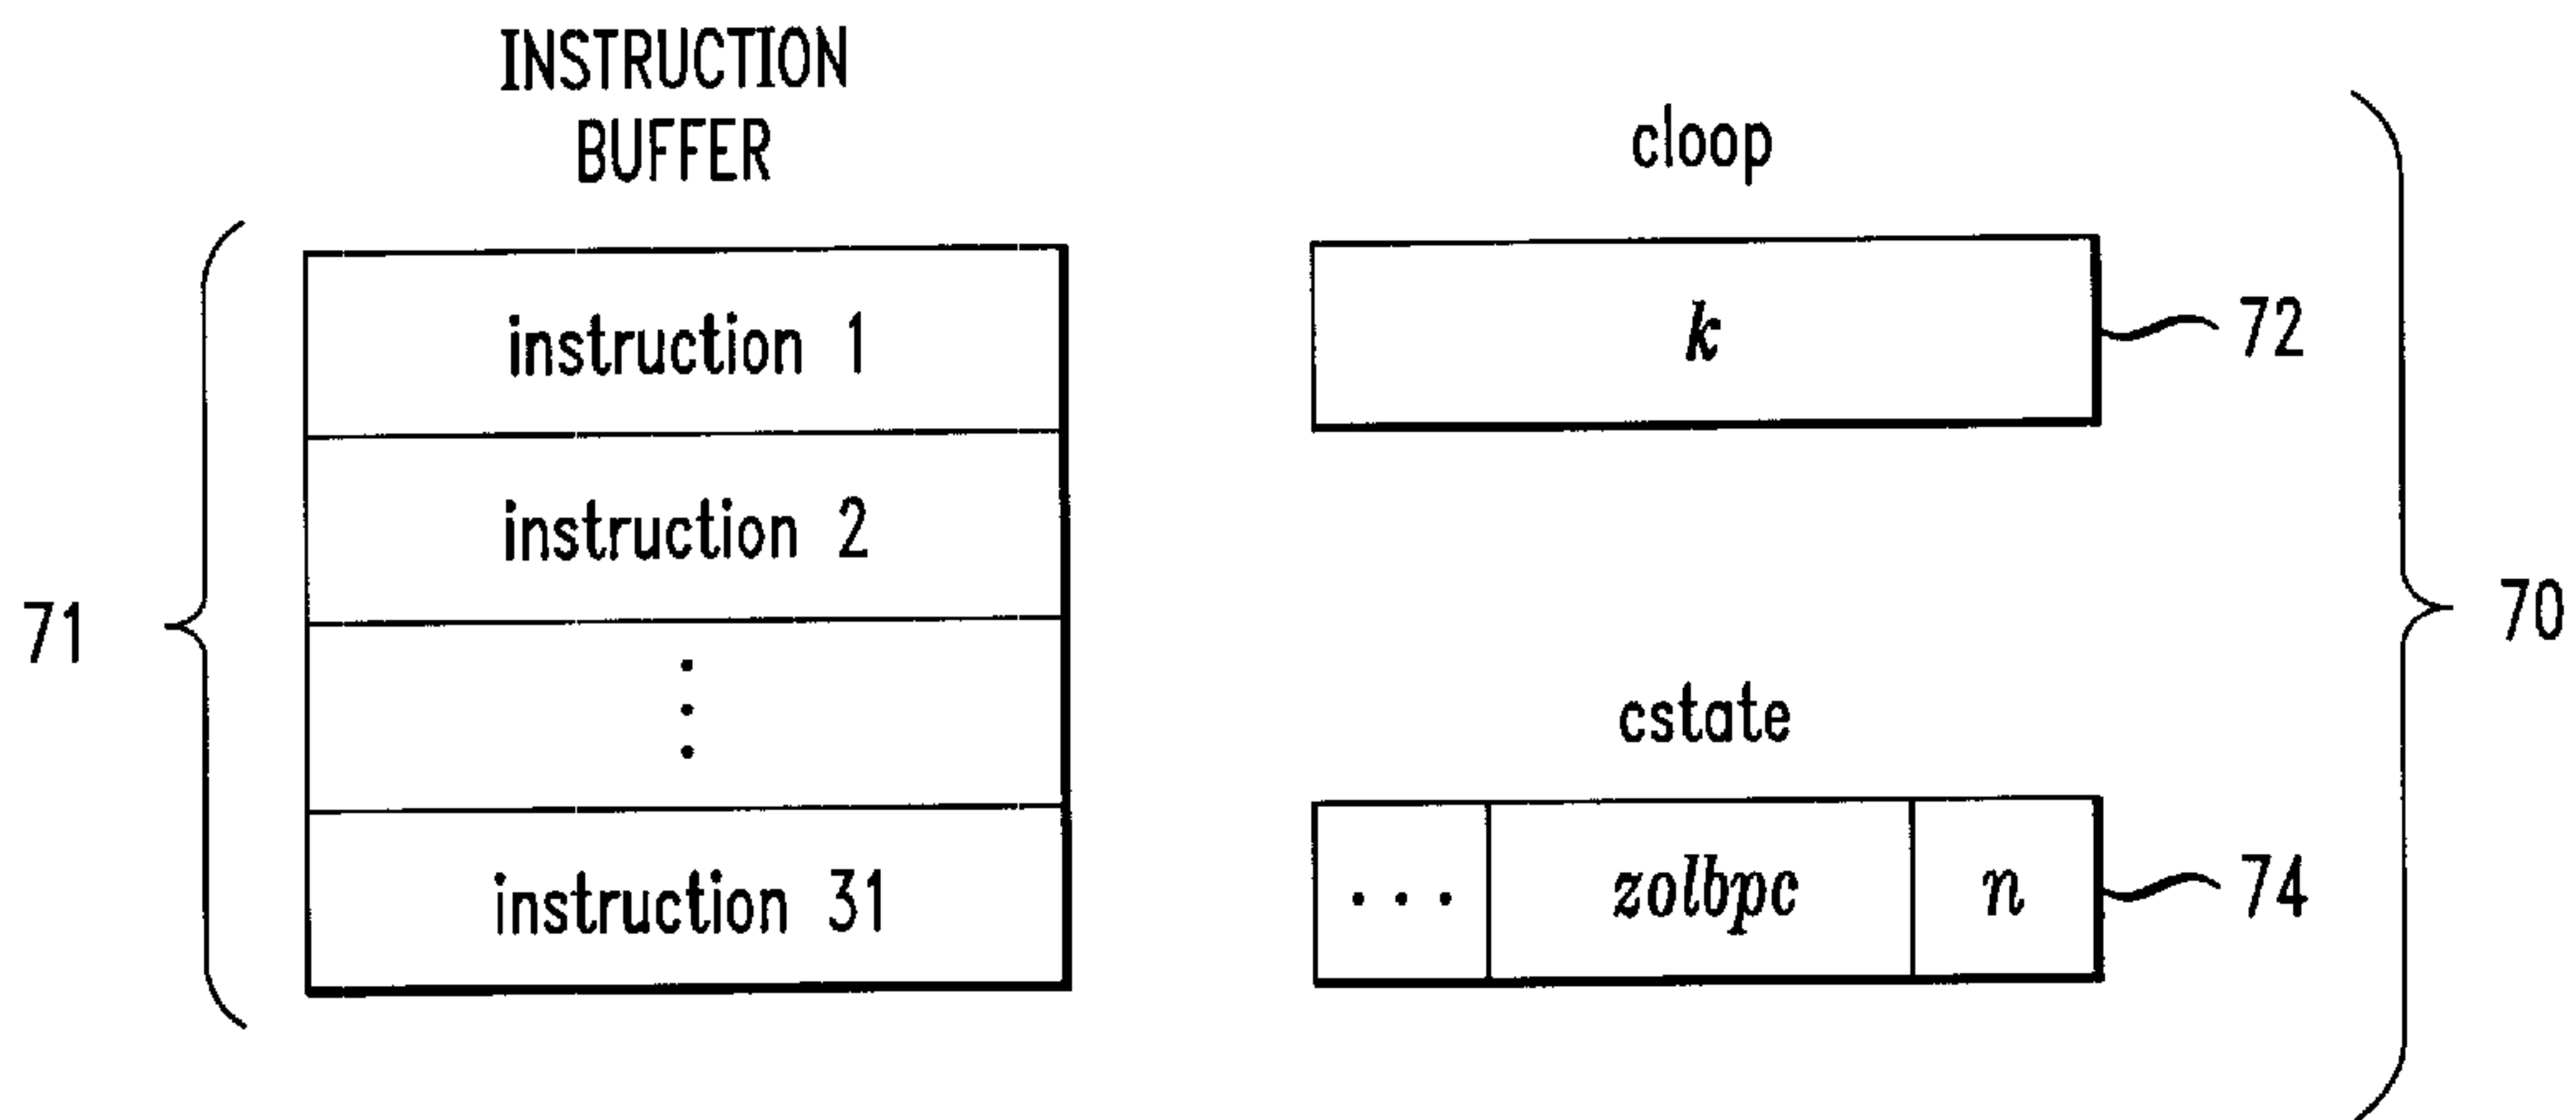 INSTRUCTION
BUFFER
instruction 1
instruction 2
instruction 31
71
cloop
k
72
cstate
... zolbpc n
74
70